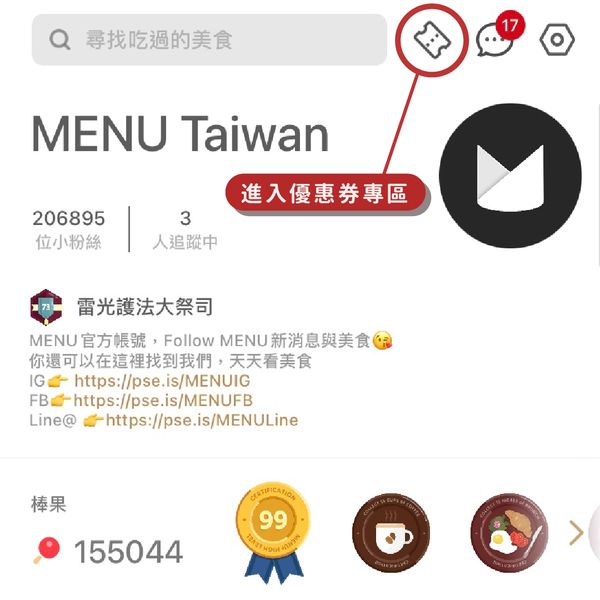 尋找吃過的美食
17
MENU Taiwan
進入優惠券專區
206895
位小粉絲
3
人追蹤中
73
雷光護法大祭司
MENU官方帳號，Follow MENU新消息與美食😘
你還可以在這裡找到我們，天天看美食
IG👉 https://pse.is/MENUIG
FB👉https://pse.is/MENUFB
Line@ 👉https://pse.is/MENULine
棒果
155044
CERTIFICATION
99
MENU HIGH LEVEL